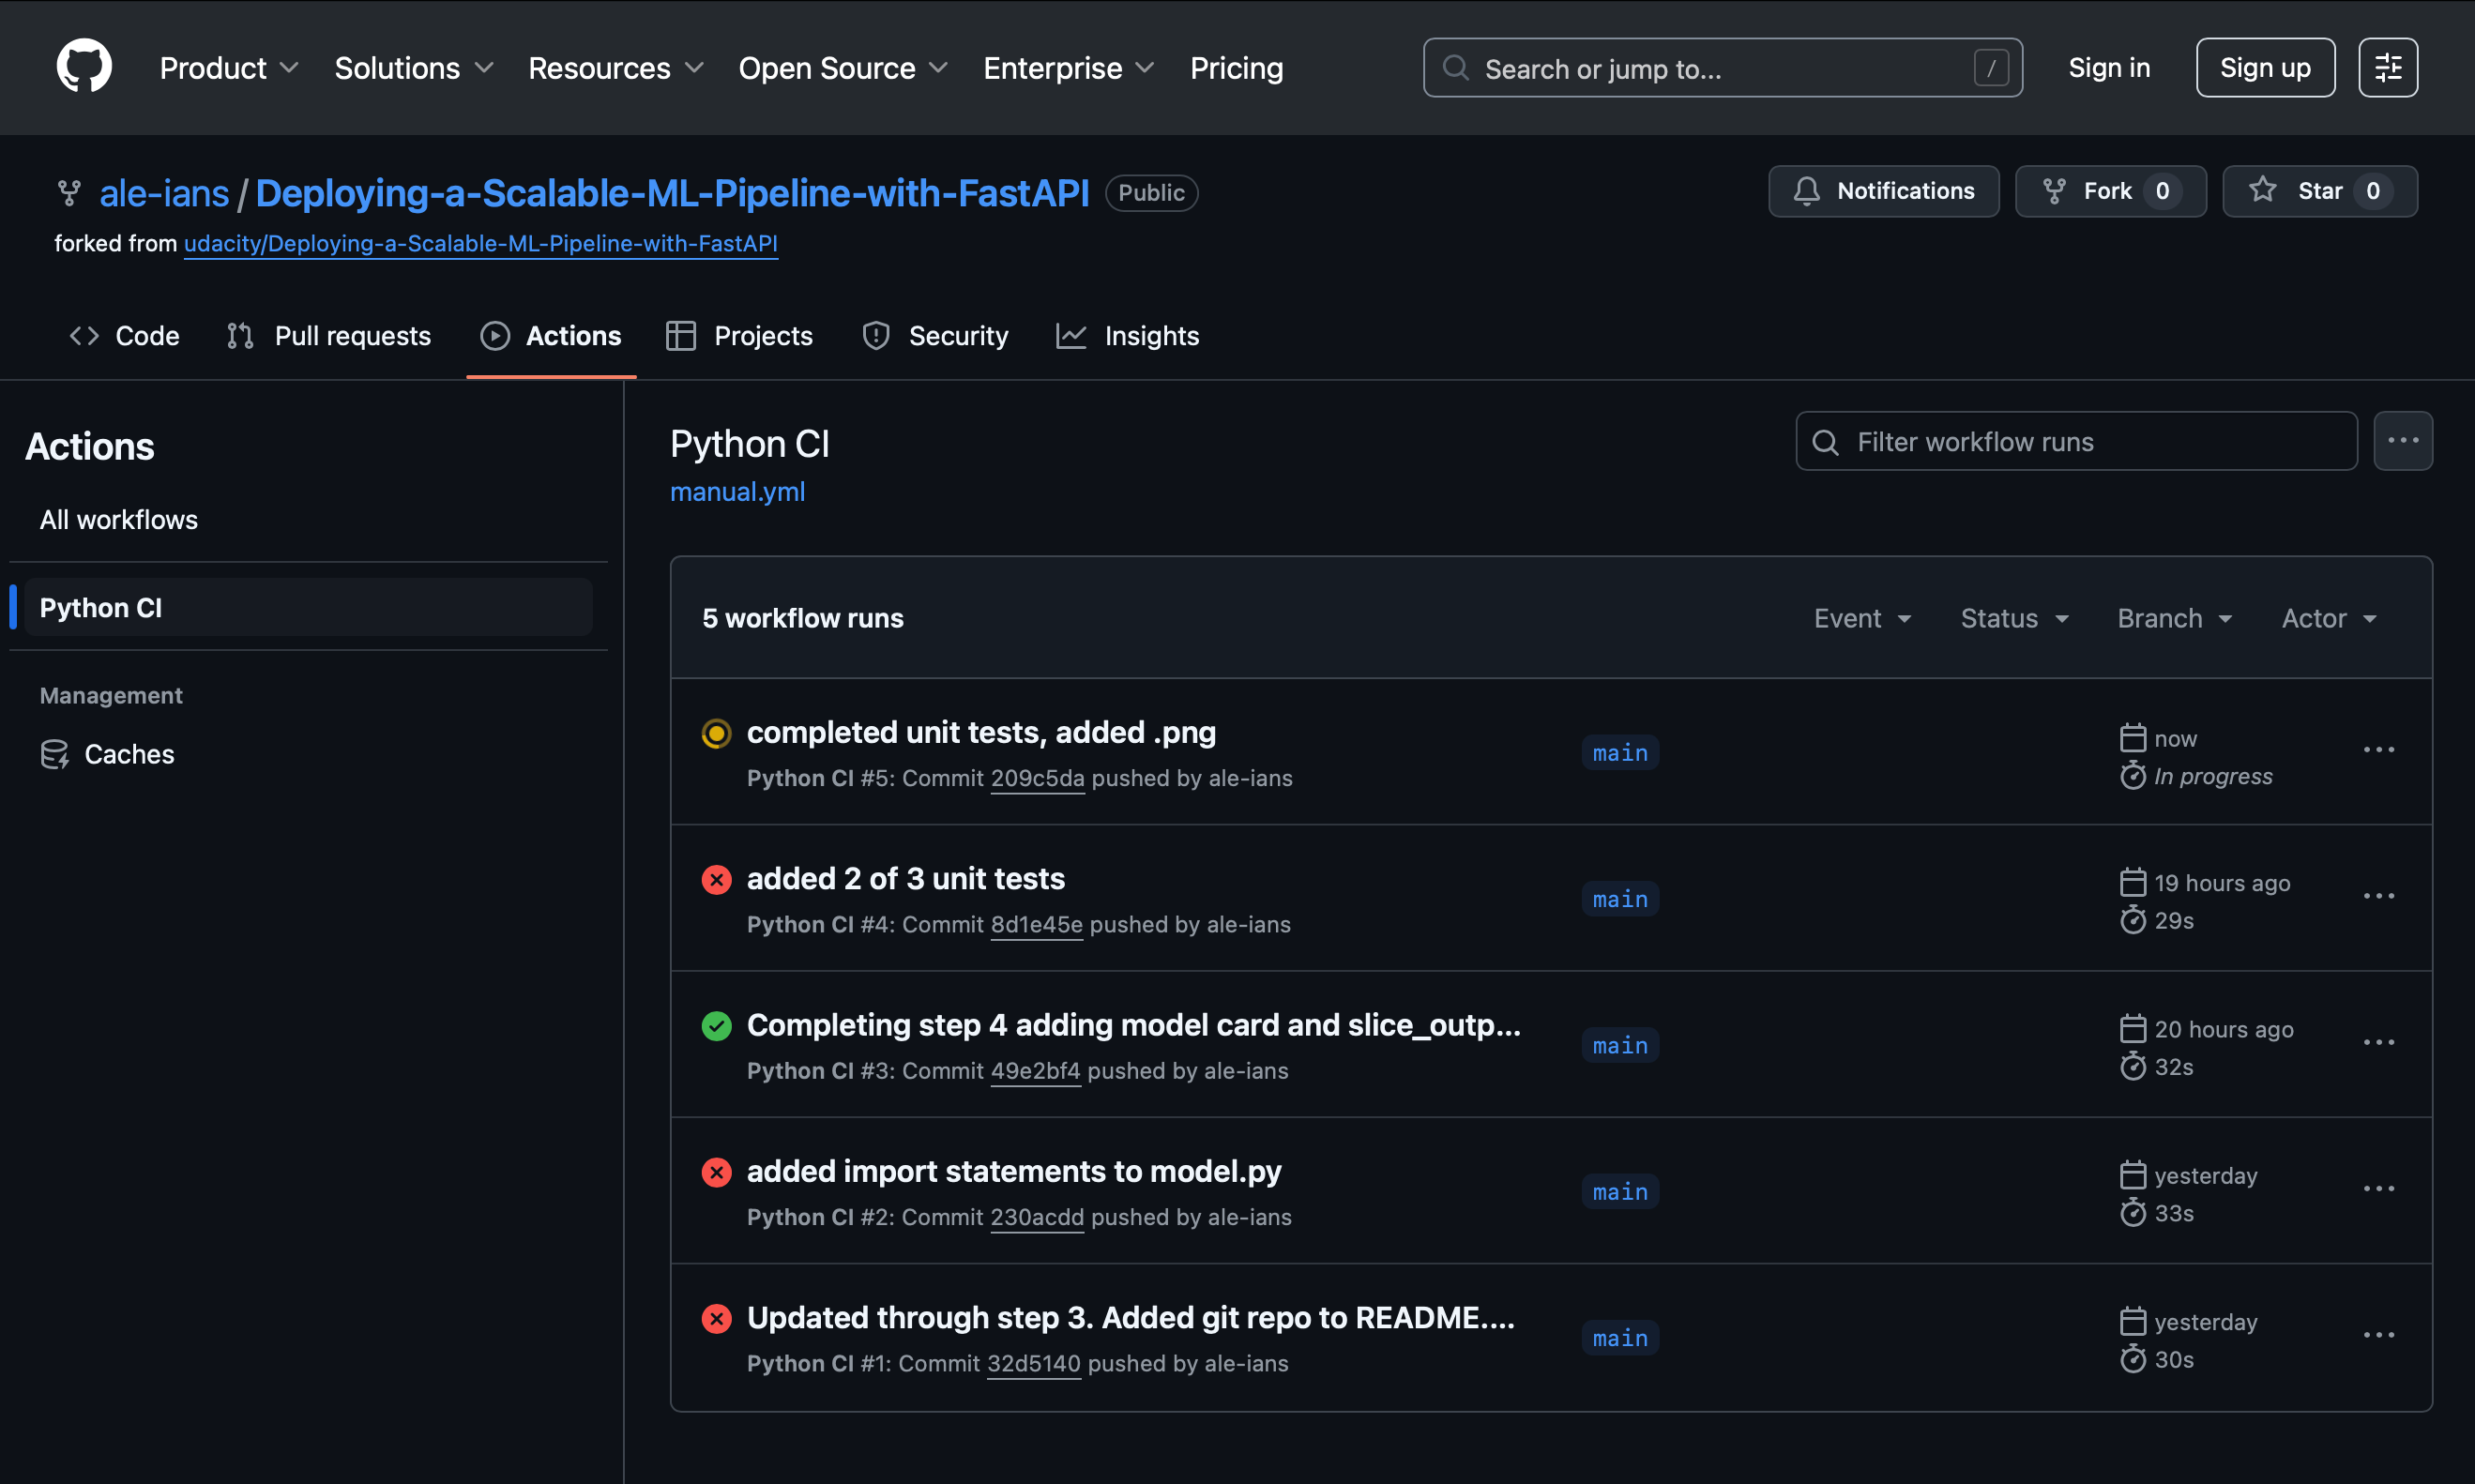 Product Solutions Resources Open Source Enterprise Pricing Search or jump to... / Sign in Sign up
ale-ians / Deploying-a-Scalable-ML-Pipeline-with-FastAPI Public Notifications Fork 0 Star 0
forked from udacity/Deploying-a-Scalable-ML-Pipeline-with-FastAPI
Code Pull requests Actions Projects Security Insights
Actions
All workflows
Python CI
Management
Caches
Python CI
manual.yml
Filter workflow runs
5 workflow runs Event Status Branch Actor
completed unit tests, added .png
Python CI #5: Commit 209c5da pushed by ale-ians
main
now
In progress
added 2 of 3 unit tests
Python CI #4: Commit 8d1e45e pushed by ale-ians
main
19 hours ago
29s
Completing step 4 adding model card and slice_outp...
Python CI #3: Commit 49e2bf4 pushed by ale-ians
main
20 hours ago
32s
added import statements to model.py
Python CI #2: Commit 230acdd pushed by ale-ians
main
yesterday
33s
Updated through step 3. Added git repo to README....
Python CI #1: Commit 32d5140 pushed by ale-ians
main
yesterday
30s